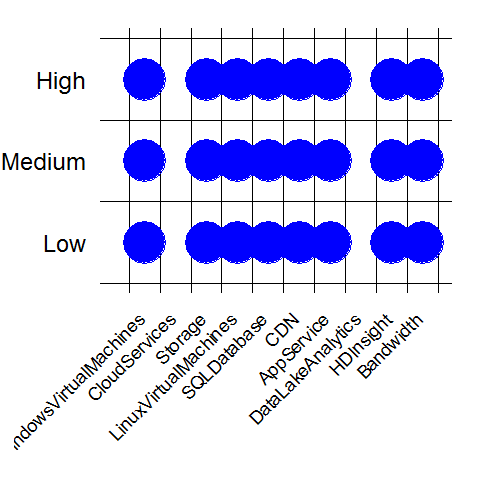 High
Medium
Low
ndowsVirtualMachines
CloudServices
Storage
LinuxVirtualMachines
SQLDatabase
CDN
AppService
DataLakeAnalytics
HDInsight
Bandwidth